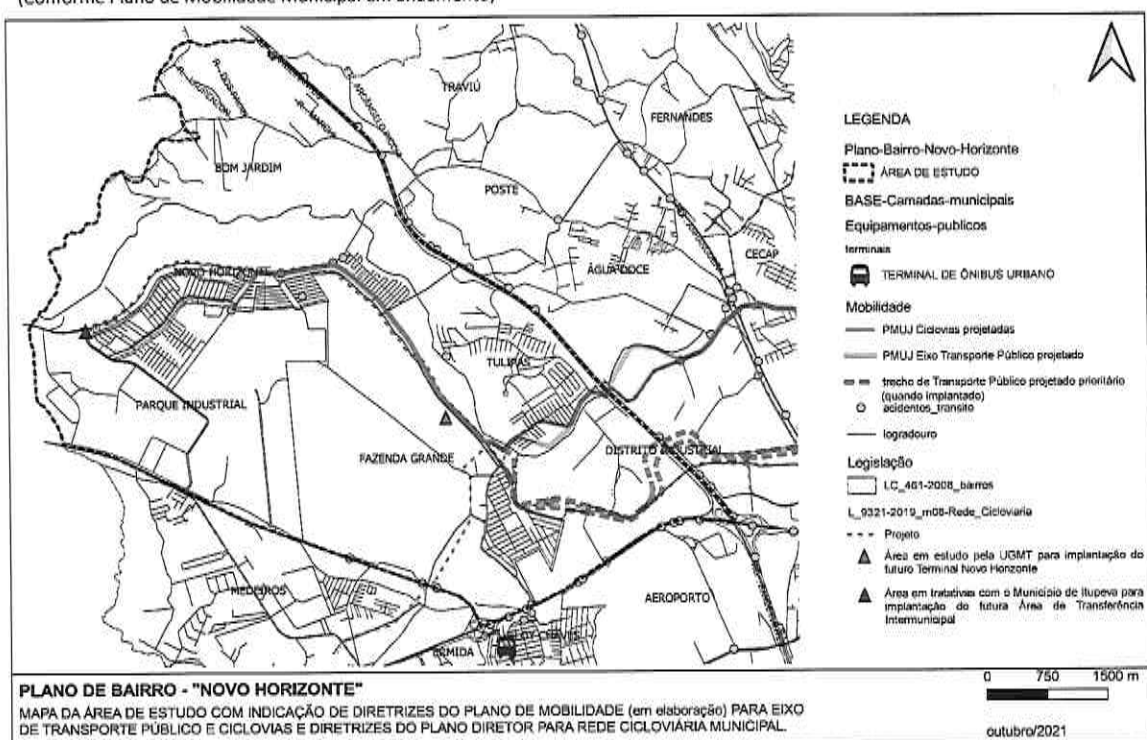 (Conforme Plano de Mobilidade Municipal em andamento)
TRAVIÚ
FERNANDES
BOM JARDIM
POSTE
ÁGUA DOCE
CECAP
NOVO HORIZONTE
TULIPAS
PARQUE INDUSTRIAL
FAZENDA GRANDE
DISTRITO INDUSTRIAL
MEDEIROS
AEROPORTO
ERMIDA
ELOY CHAVES
LEGENDA
Plano-Bairro-Novo-Horizonte
ÁREA DE ESTUDO
BASE-Camadas-municipais
Equipamentos-publicos
terminais
TERMINAL DE ÔNIBUS URBANO
Mobilidade
PMUJ Ciclovias projetadas
PMUJ Eixo Transporte Público projetado
trecho de Transporte Público projetado prioritário
(quando implantado)
acidentes_transito
logradouro
Legislação
LC_461-2008_bairros
L_9321-2019_m08-Rede_Cicloviaria
Projeto
Área em estudo pela UGMT para implantação do
futuro Terminal Novo Horizonte
Área em tratativas com o Município de Itupeva para
implantação do futura Área de Transferência
Intermunicipal
0 750 1500 m
PLANO DE BAIRRO - "NOVO HORIZONTE"
MAPA DA ÁREA DE ESTUDO COM INDICAÇÃO DE DIRETRIZES DO PLANO DE MOBILIDADE (em elaboração) PARA EIXO
DE TRANSPORTE PÚBLICO E CICLOVIAS E DIRETRIZES DO PLANO DIRETOR PARA REDE CICLOVIÁRIA MUNICIPAL.
outubro/2021